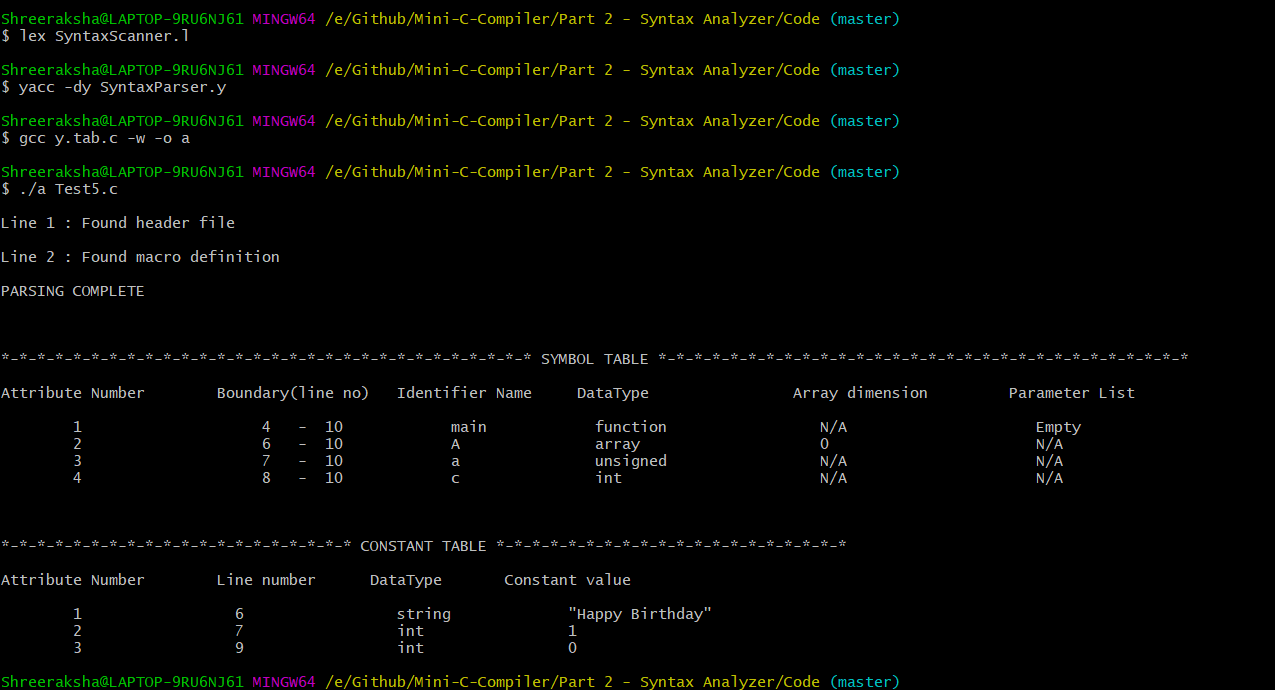 Shreeraksha@LAPTOP-9RU6NJ61 MINGW64 /e/Github/Mini-C-Compiler/Part 2 - Syntax Analyzer/Code (master)
$ lex SyntaxScanner.l
Shreeraksha@LAPTOP-9RU6NJ61 MINGW64 /e/Github/Mini-C-Compiler/Part 2 - Syntax Analyzer/Code (master)
$ yacc -dy SyntaxParser.y
Shreeraksha@LAPTOP-9RU6NJ61 MINGW64 /e/Github/Mini-C-Compiler/Part 2 - Syntax Analyzer/Code (master)
$ gcc y.tab.c -w -o a
Shreeraksha@LAPTOP-9RU6NJ61 MINGW64 /e/Github/Mini-C-Compiler/Part 2 - Syntax Analyzer/Code (master)
$ ./a Test5.c
Line 1 : Found header file
Line 2 : Found macro definition
PARSING COMPLETE
*-*-*-*-*-*-*-*-*-*-*-*-*-*-*-*-*-*-*-*-*-*-*-*-*-*-*-*-*-* SYMBOL TABLE *-*-*-*-*-*-*-*-*-*-*-*-*-*-*-*-*-*-*-*-*-*-*-*-*-*-*-*-*-*
Attribute Number Boundary(line no) Identifier Name DataType Array dimension Parameter List
1 4 - 10 main function N/A Empty
2 6 - 10 A array 0 N/A
3 7 - 10 a unsigned N/A N/A
4 8 - 10 c int N/A N/A
*-*-*-*-*-*-*-*-*-*-*-*-*-*-*-*-*-*-*-* CONSTANT TABLE *-*-*-*-*-*-*-*-*-*-*-*-*-*-*-*-*-*-*-*
Attribute Number Line number DataType Constant value
1 6 string "Happy Birthday"
2 7 int 1
3 9 int 0
Shreeraksha@LAPTOP-9RU6NJ61 MINGW64 /e/Github/Mini-C-Compiler/Part 2 - Syntax Analyzer/Code (master)